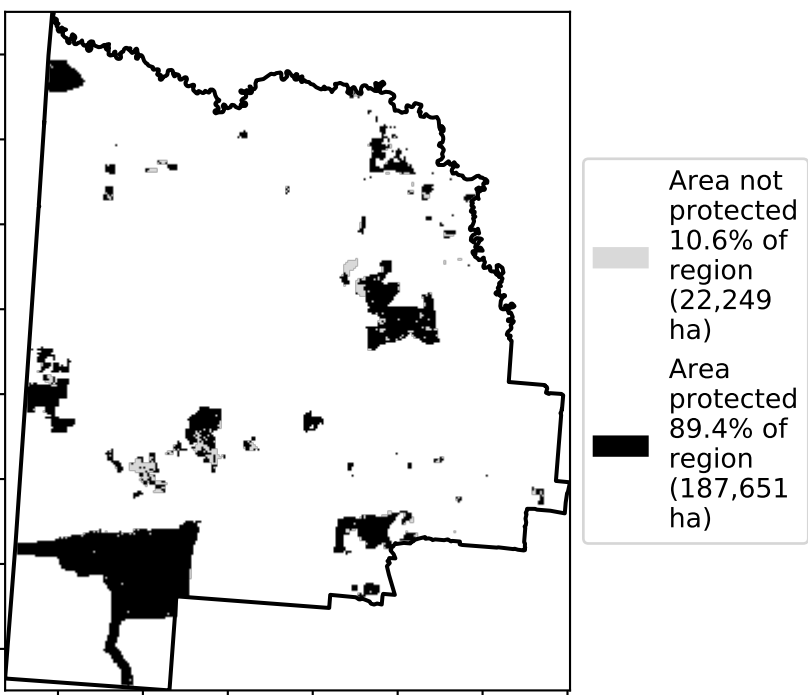 Area not
protected
10.6% of
region
(22,249
ha)
Area
protected
89.4% of
region
(187,651
ha)